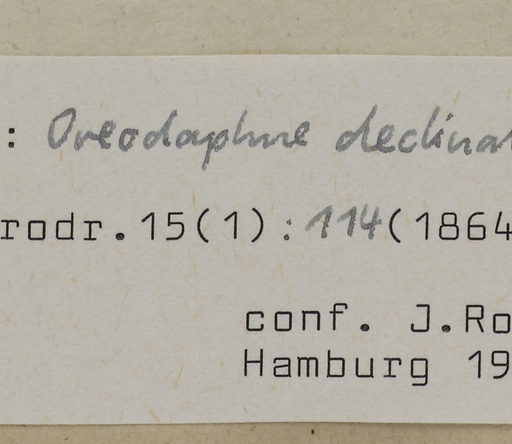 : Oreodaphne declinat
rodr.15(1):114(1864
conf. J.Ro
Hamburg 19